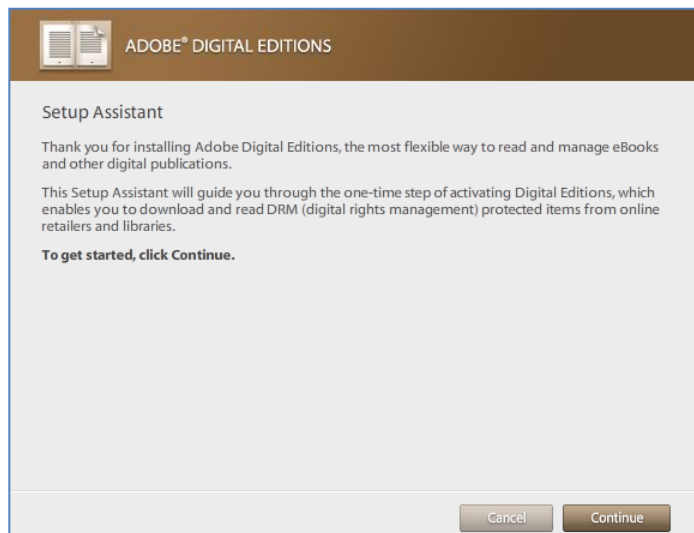 ADOBE® DIGITAL EDITIONS
Setup Assistant
Thank you for installing Adobe Digital Editions, the most flexible way to read and manage eBooks
and other digital publications.
This Setup Assistant will guide you through the one-time step of activating Digital Editions, which
enables you to download and read DRM (digital rights management) protected items from online
retailers and libraries.
To get started, click Continue.
Cancel
Continue